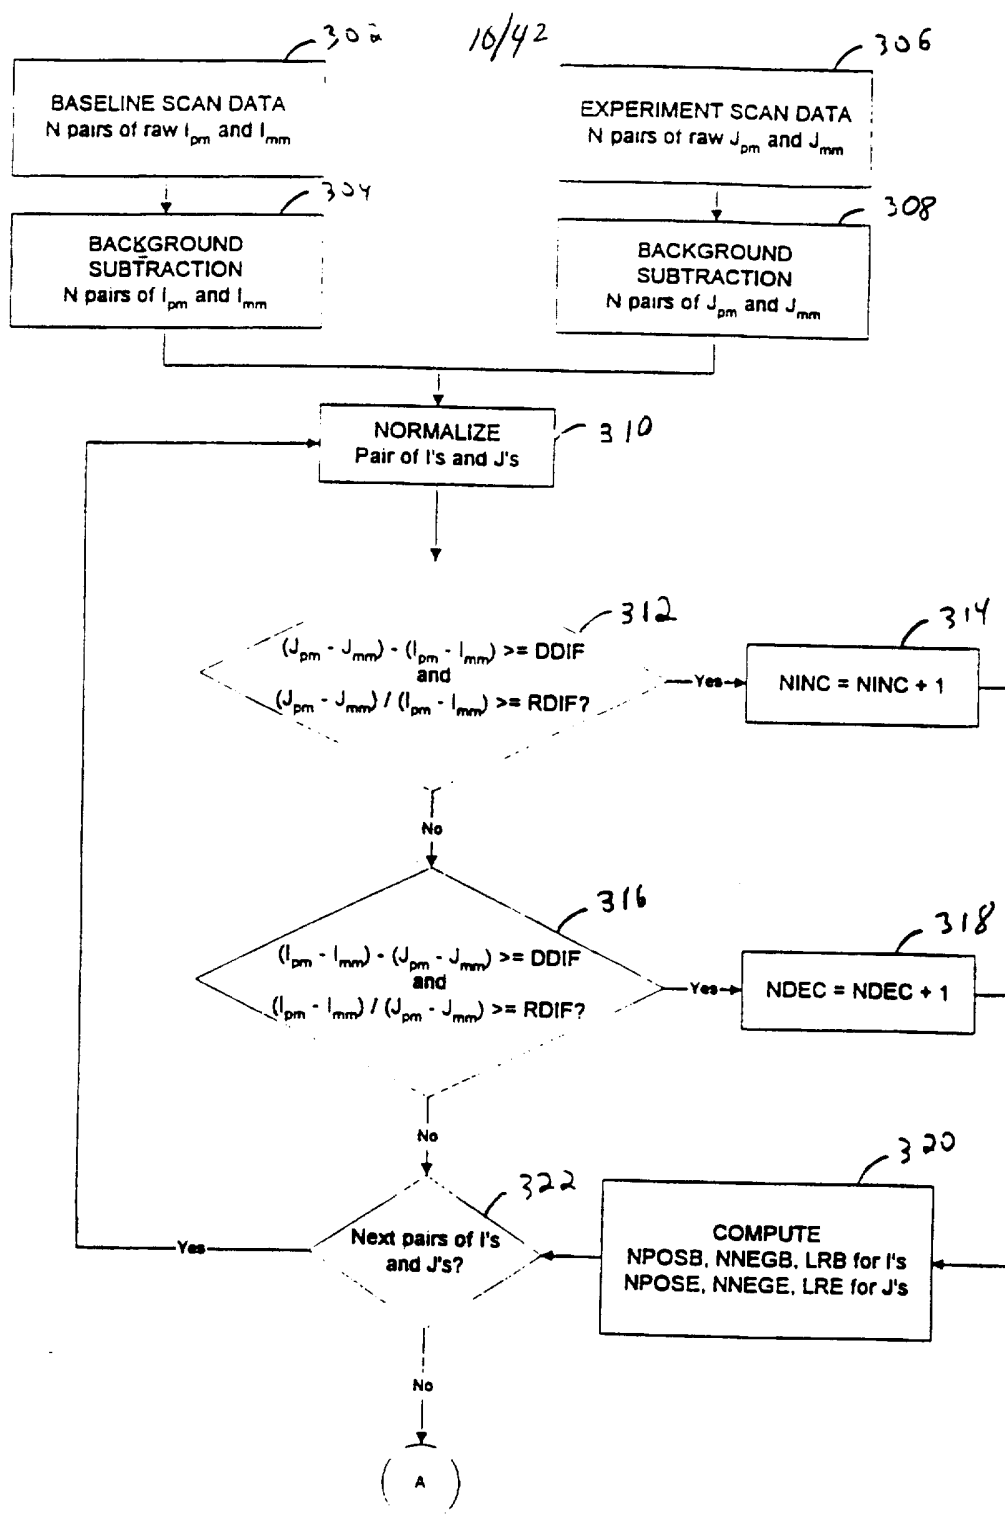 302
10/42
306
BASELINE SCAN DATA
N pairs of raw Ipm and Imm
EXPERIMENT SCAN DATA
N pairs of raw Jpm and Jmm
304
308
BACKGROUND
SUBTRACTION
N pairs of Ipm and Imm
BACKGROUND
SUBTRACTION
N pairs of Jpm and Jmm
NORMALIZE
Pair of I's and J's
310
312
314
(Jpm - Jmm) - (Ipm - Imm) >= DDIF
and
(Jpm - Jmm) / (Ipm - Imm) >= RDIF?
Yes
NINC = NINC + 1
No
316
318
(Ipm - Imm) - (Jpm - Jmm) >= DDIF
and
(Ipm - Imm) / (Jpm - Jmm) >= RDIF?
Yes
NDEC = NDEC + 1
No
320
322
Next pairs of I's
and J's?
Yes
COMPUTE
NPOSB, NNEGB, LRB for I's
NPOSE, NNEGE, LRE for J's
No
A